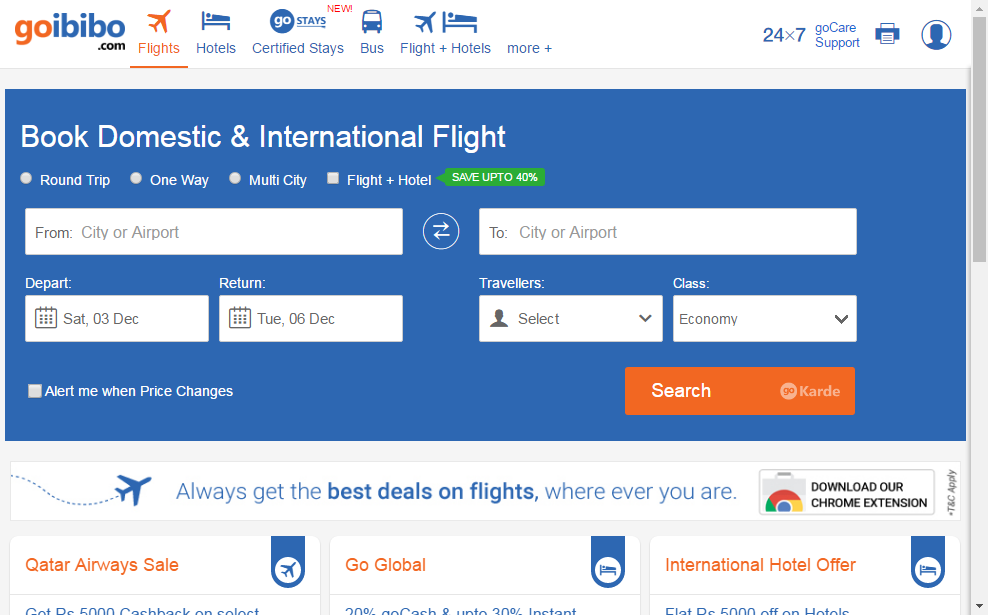 goibibo
.com
Flights
Hotels
go STAYS NEW!
Certified Stays
Bus
Flight + Hotels
more +
24×7
goCare
Support
Book Domestic & International Flight
Round Trip
One Way
Multi City
Flight + Hotel
SAVE UPTO 40%
From: City or Airport
To: City or Airport
Depart:
Return:
Travellers:
Class:
Sat, 03 Dec
Tue, 06 Dec
Select
Economy
Alert me when Price Changes
Search
go Karde
Always get the best deals on flights, where ever you are.
DOWNLOAD OUR
CHROME EXTENSION
*T&C Apply
Qatar Airways Sale
Go Global
International Hotel Offer
Get Rs 5000 Cashback on select
20% goCash & upto 30% Instant
Flat Rs 5000 off on Hotels